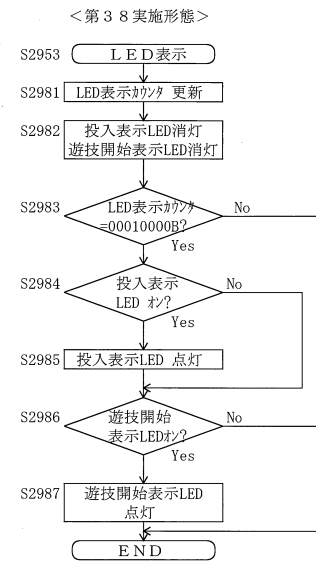 ＜第３８実施形態＞
S2953 ＬＥＤ表示
S2981 LED表示ｶｳﾝﾀ 更新
S2982 投入表示LED消灯
遊技開始表示LED消灯
S2983 LED表示ｶｳﾝﾀ
=00010000B?
No
Yes
S2984 投入表示
LED ｵﾝ?
No
Yes
S2985 投入表示LED 点灯
S2986 遊技開始
表示LEDｵﾝ?
No
Yes
S2987 遊技開始表示LED
点灯
ＥＮＤ